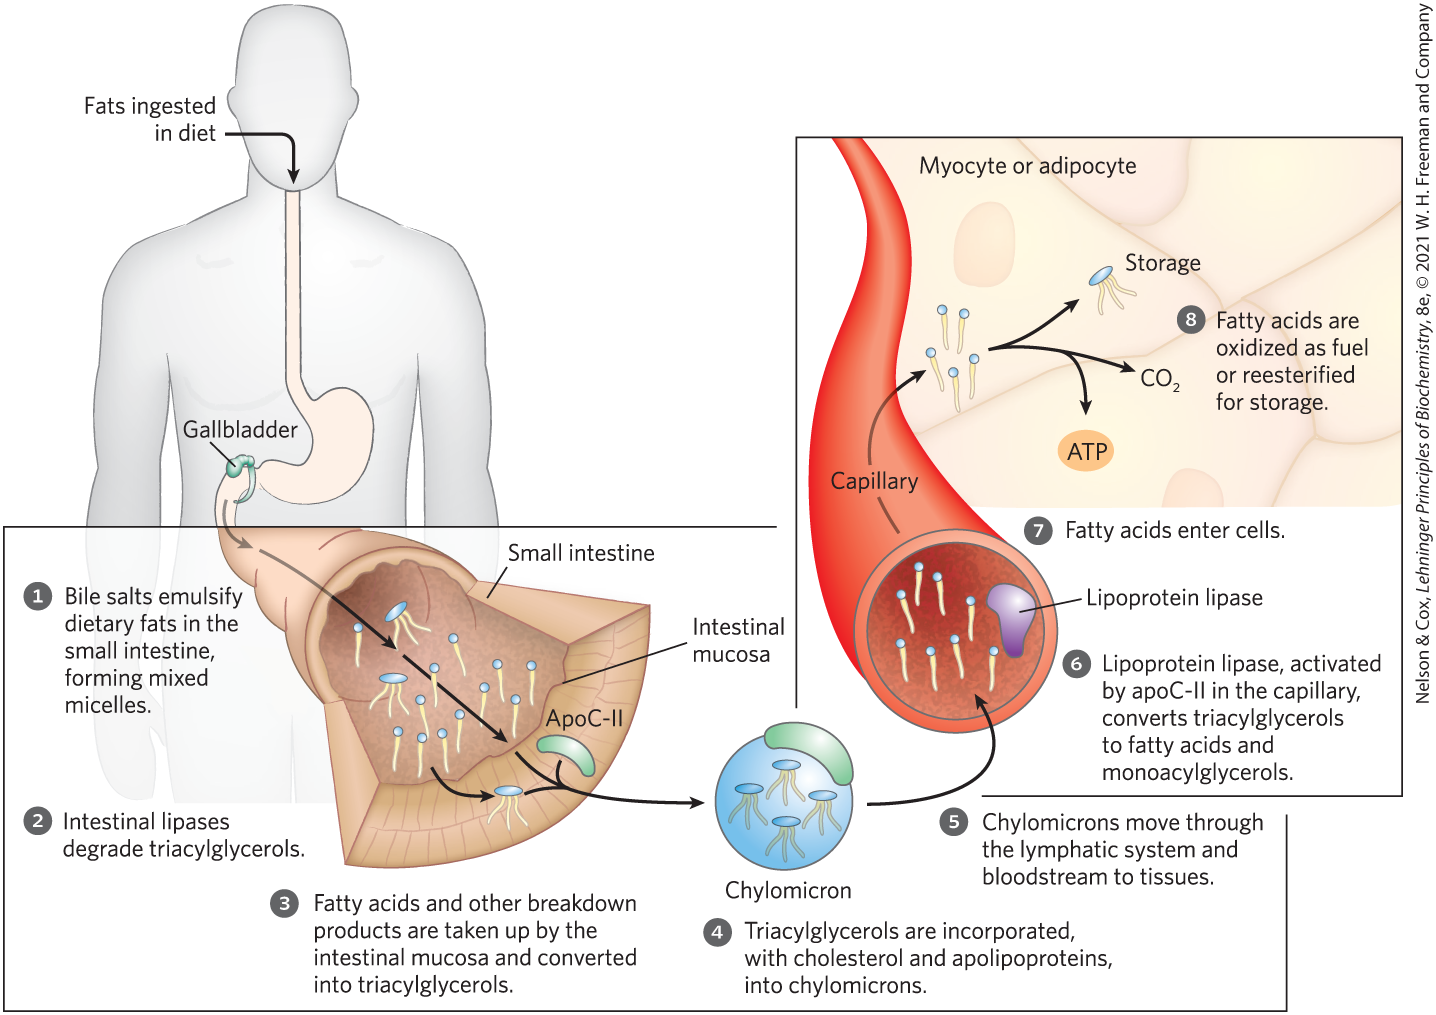 Fats ingested
in diet
Gallbladder
Small intestine
Intestinal
mucosa
ApoC-II
1 Bile salts emulsify
dietary fats in the
small intestine,
forming mixed
micelles.
2 Intestinal lipases
degrade triacylglycerols.
3 Fatty acids and other breakdown
products are taken up by the
intestinal mucosa and converted
into triacylglycerols.
Chylomicron
4 Triacylglycerols are incorporated,
with cholesterol and apolipoproteins,
into chylomicrons.
5 Chylomicrons move through
the lymphatic system and
bloodstream to tissues.
Lipoprotein lipase
6 Lipoprotein lipase, activated
by apoC-II in the capillary,
converts triacylglycerols
to fatty acids and
monoacylglycerols.
Capillary
7 Fatty acids enter cells.
Myocyte or adipocyte
Storage
8 Fatty acids are
oxidized as fuel
or reesterified
for storage.
CO₂
ATP
Nelson & Cox, Lehninger Principles of Biochemistry, 8e, © 2021 W. H. Freeman and Company